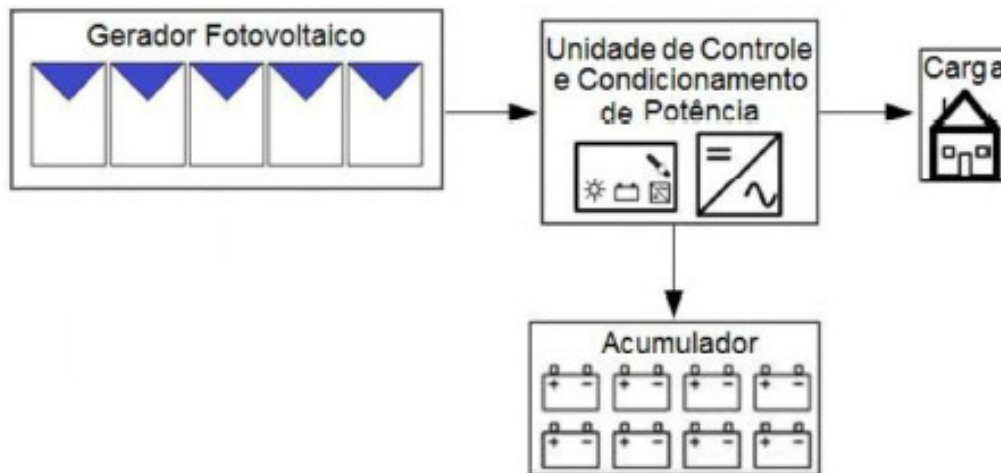 Gerador Fotovoltaico
Unidade de Controle
e Condicionamento
de Potência
Carga
Acumulador